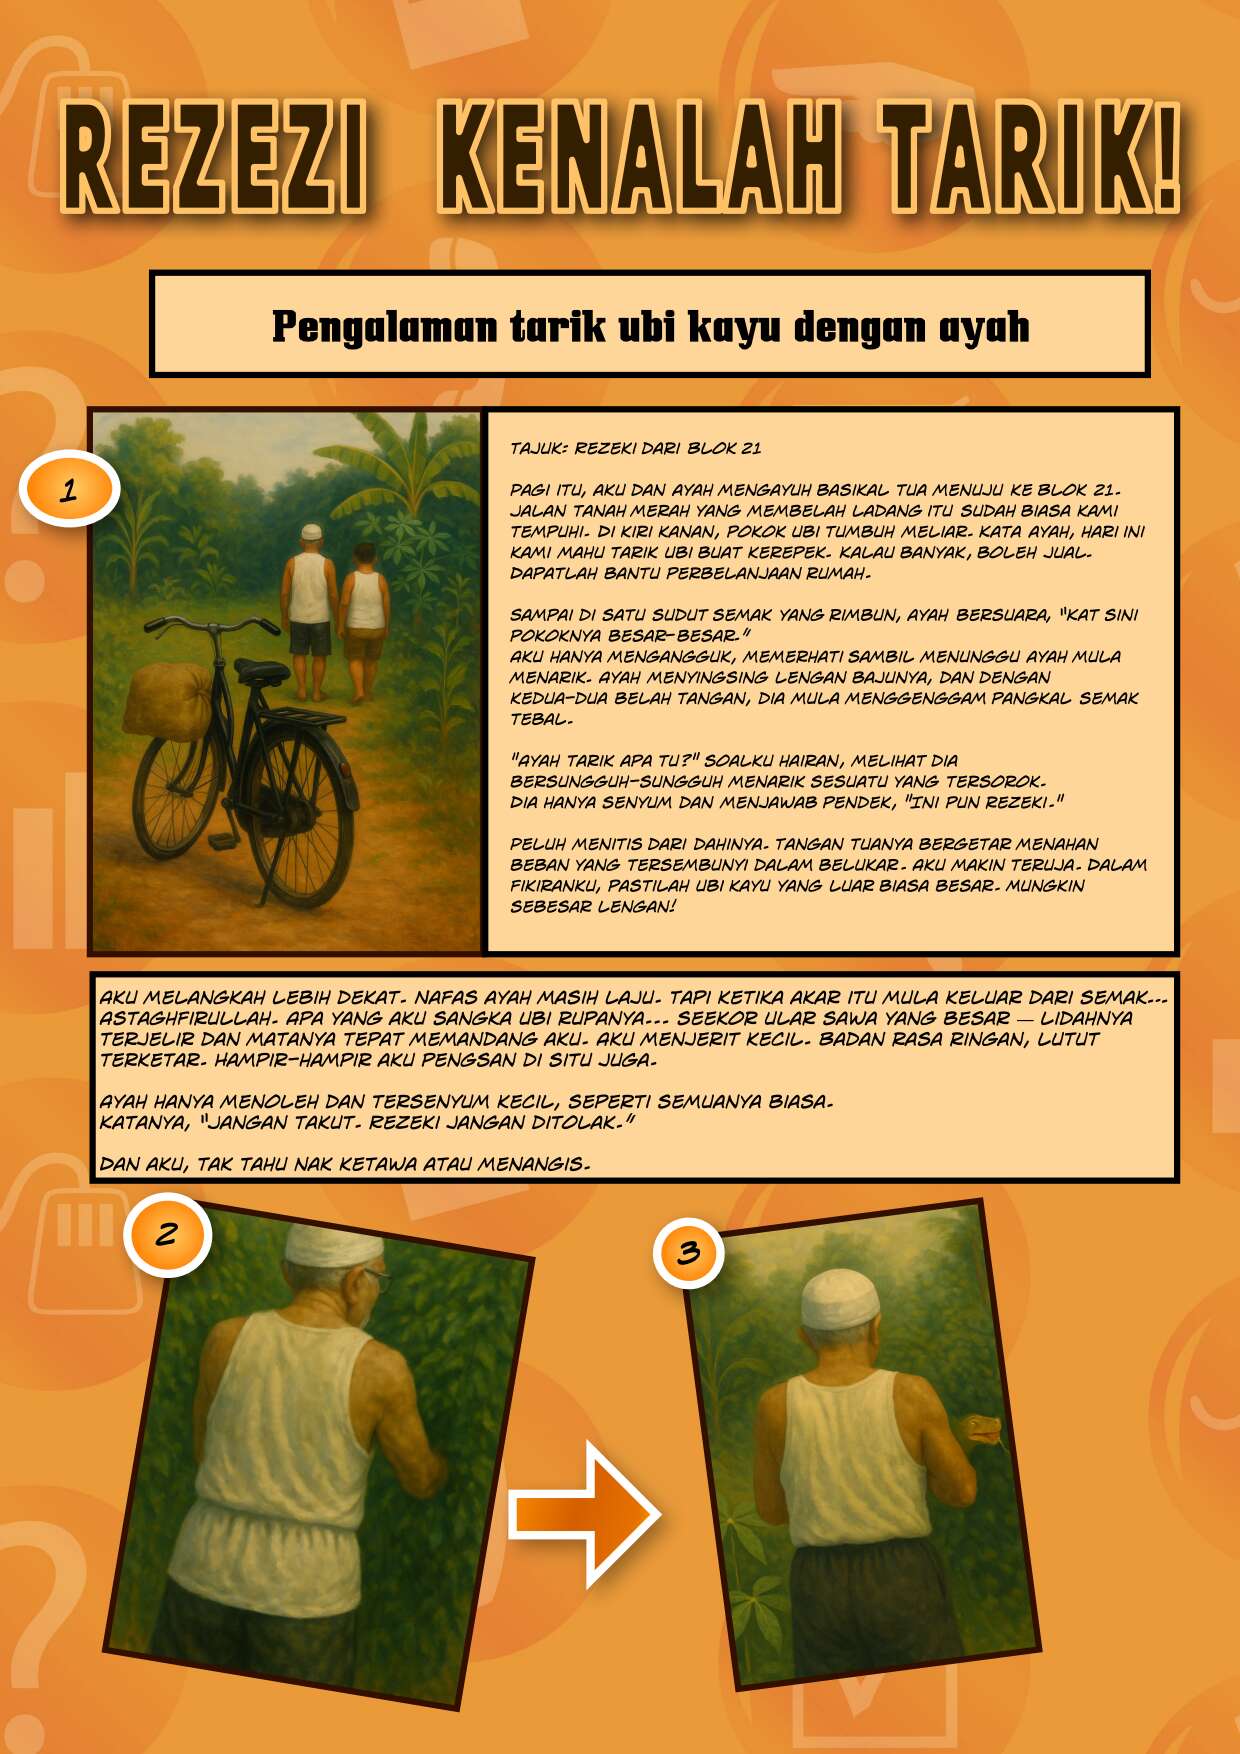 REZEZI KENALAH TARIK!
Pengalaman tarik ubi kayu dengan ayah
1
TAJUK: REZEKI DARI BLOK 21
PAGI ITU, AKU DAN AYAH MENGAYUH BASIKAL TUA MENUJU KE BLOK 21.
JALAN TANAH MERAH YANG MEMBELAH LADANG ITU SUDAH BIASA KAMI
TEMPUHI. DI KIRI KANAN, POKOK UBI TUMBUH MELIAR. KATA AYAH, HARI INI
KAMI MAHU TARIK UBI BUAT KEREPEK. KALAU BANYAK, BOLEH JUAL.
DAPATLAH BANTU PERBELANJAAN RUMAH.
SAMPAI DI SATU SUDUT SEMAK YANG RIMBUN, AYAH BERSUARA, "KAT SINI
POKOKNYA BESAR-BESAR."
AKU HANYA MENGANGGUK, MEMERHATI SAMBIL MENUNGGU AYAH MULA
MENARIK. AYAH MENYINGSING LENGAN BAJUNYA, DAN DENGAN
KEDUA-DUA BELAH TANGAN, DIA MULA MENGGENGGAM PANGKAL SEMAK
TEBAL.
"AYAH TARIK APA TU?" SOALKU HAIRAN, MELIHAT DIA
BERSUNGGUH-SUNGGUH MENARIK SESUATU YANG TERSOROK.
DIA HANYA SENYUM DAN MENJAWAB PENDEK, "INI PUN REZEKI."
PELUH MENITIS DARI DAHINYA. TANGAN TUANYA BERGETAR MENAHAN
BEBAN YANG TERSEMBUNYI DALAM BELUKAR. AKU MAKIN TERUJA. DALAM
FIKIRANKU, PASTILAH UBI KAYU YANG LUAR BIASA BESAR. MUNGKIN
SEBESAR LENGAN!
AKU MELANGKAH LEBIH DEKAT. NAFAS AYAH MASIH LAJU. TAPI KETIKA AKAR ITU MULA KELUAR DARI SEMAK...
ASTAGHFIRULLAH. APA YANG AKU SANGKA UBI RUPANYA... SEEKOR ULAR SAWA YANG BESAR — LIDAHNYA
TERJELIR DAN MATANYA TEPAT MEMANDANG AKU. AKU MENJERIT KECIL. BADAN RASA RINGAN, LUTUT
TERKETAR. HAMPIR-HAMPIR AKU PENGSAN DI SITU JUGA.
AYAH HANYA MENOLEH DAN TERSENYUM KECIL, SEPERTI SEMUANYA BIASA.
KATANYA, "JANGAN TAKUT. REZEKI JANGAN DITOLAK."
DAN AKU, TAK TAHU NAK KETAWA ATAU MENANGIS.
2
3